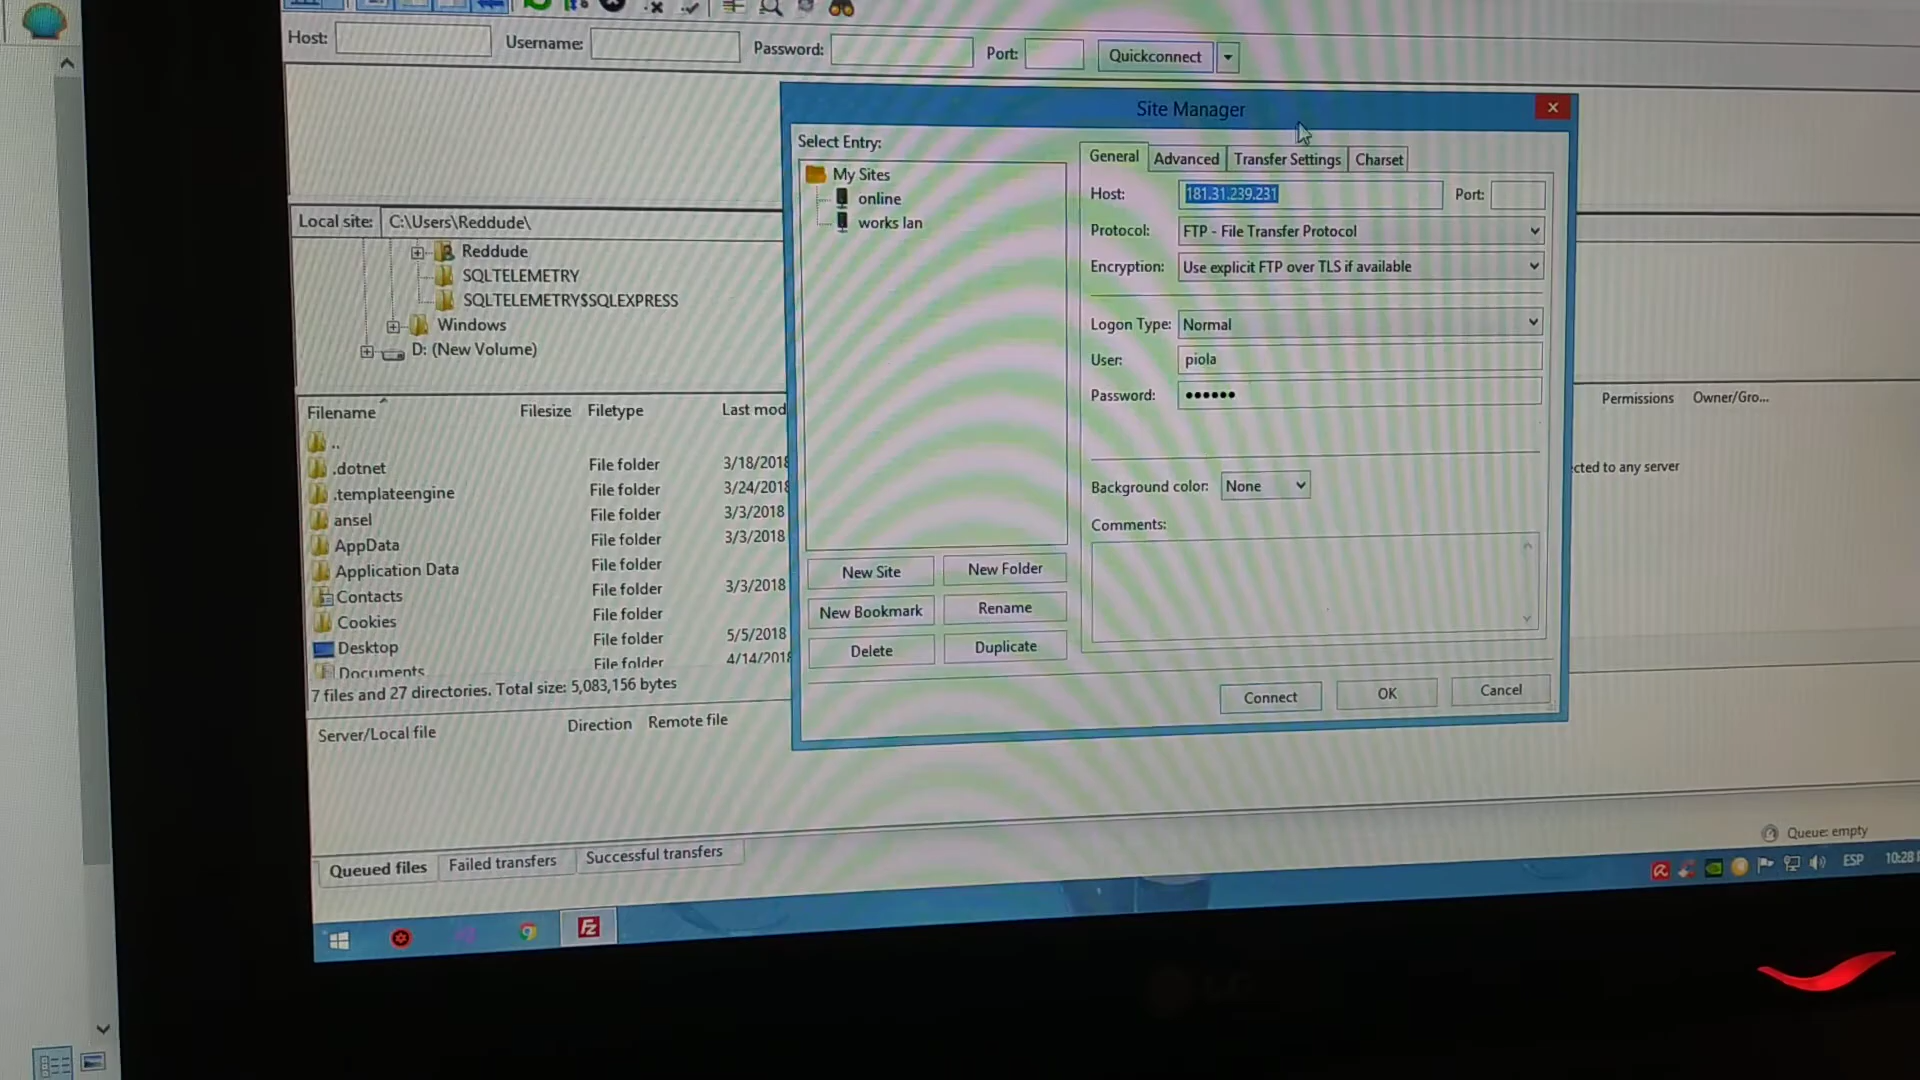 Host: Username: Password: Port: Quickconnect
Site Manager
Select Entry:
My Sites
online
works lan
General Advanced Transfer Settings Charset
Host: 181.31.239.231 Port:
Protocol: FTP - File Transfer Protocol
Encryption: Use explicit FTP over TLS if available
Logon Type: Normal
User: piola
Password: ••••••
Background color: None
Comments:
New Site New Folder
New Bookmark Rename
Delete Duplicate
Connect OK Cancel
Local site: C:\Users\Reddude\
Reddude
SQLTELEMETRY
SQLTELEMETRY$SQLEXPRESS
Windows
D: (New Volume)
Filename Filesize Filetype Last mod
..
.dotnet File folder 3/18/2018
.templateengine File folder 3/24/2018
ansel File folder 3/3/2018
AppData File folder 3/3/2018
Application Data File folder
Contacts File folder 3/3/2018
Cookies File folder
Desktop File folder 5/5/2018
Documents File folder 4/14/2018
7 files and 27 directories. Total size: 5,083,156 bytes
Permissions Owner/Gro...
cted to any server
Server/Local file Direction Remote file
Queued files Failed transfers Successful transfers
Queue: empty
ESP 10:28
Fz